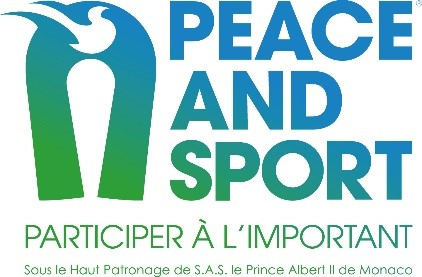 PEACE
AND
SPORT®
PARTICIPER À L'IMPORTANT
Sous le Haut Patronage de S.A.S. le Prince Albert II de Monaco